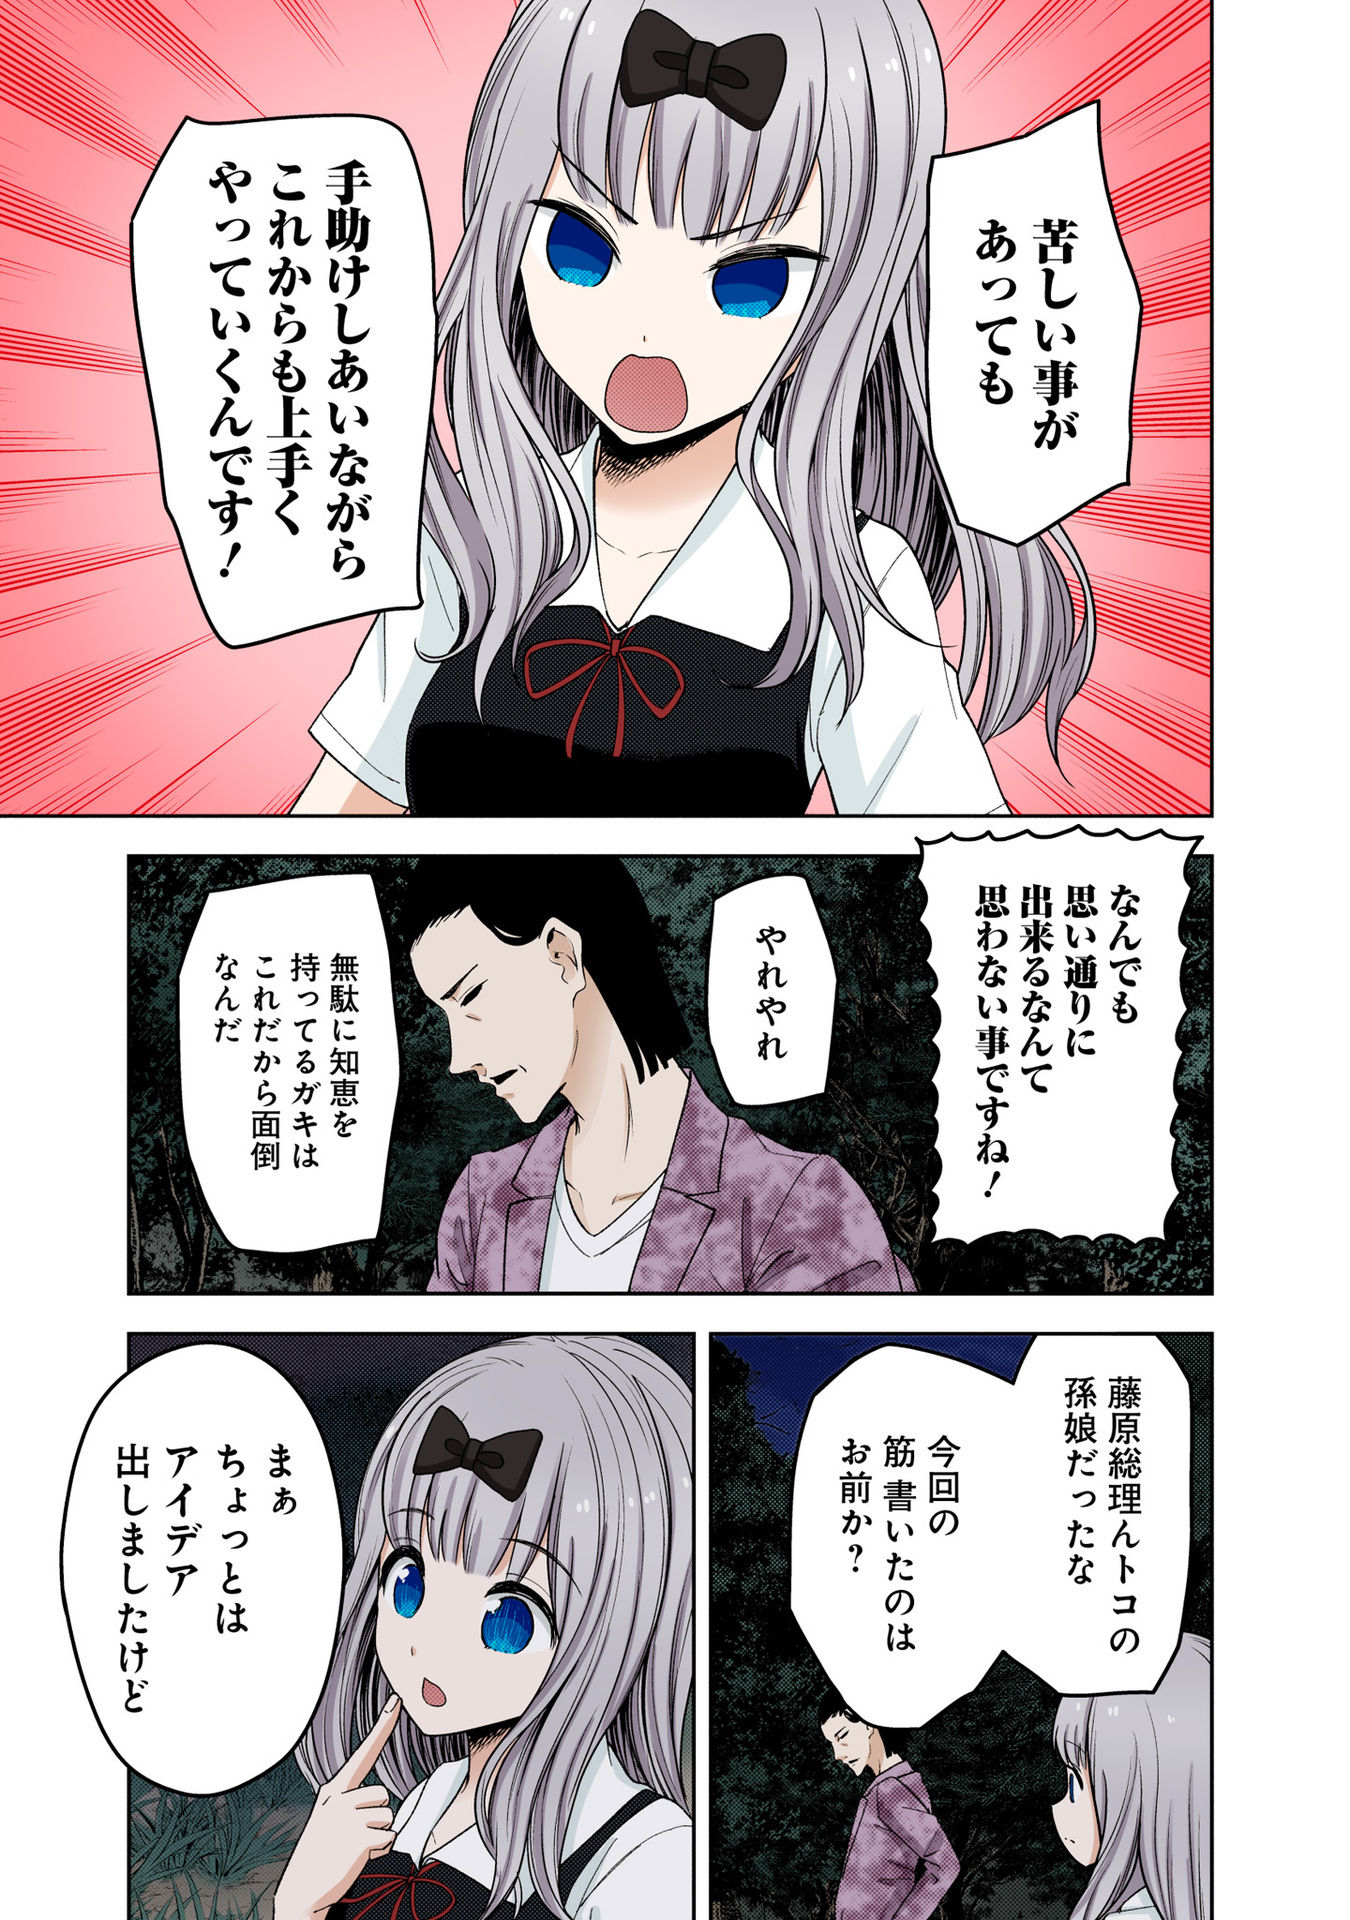 苦しい事が
あっても
手助けしあいながら
これからも上手く
やっていくんです！
なんでも
思い通りに
出来るなんて
思わない事ですね！
やれやれ
無駄に知恵を
持ってるガキは
これだから面倒
なんだ
藤原総理んトコの
孫娘だったな
今回の
筋書いたのは
お前か？
まぁ
ちょっとは
アイデア
出しましたけど